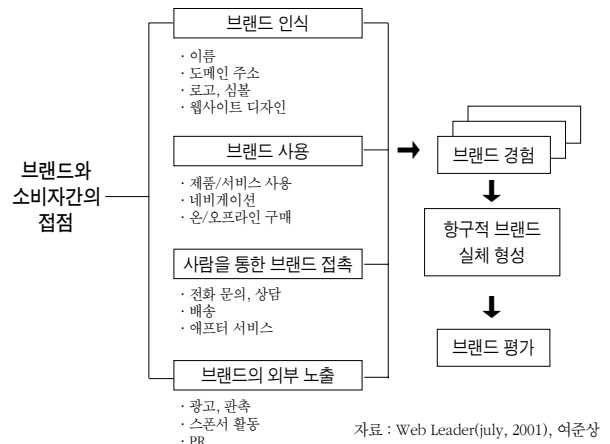 브랜드와
소비자간의
접점
브랜드 인식
· 이름
· 도메인 주소
· 로고, 심볼
· 웹사이트 디자인
브랜드 사용
· 제품/서비스 사용
· 네비게이션
· 온/오프라인 구매
사람을 통한 브랜드 접촉
· 전화 문의, 상담
· 배송
· 애프터 서비스
브랜드의 외부 노출
· 광고, 판촉
· 스폰서 활동
· PR
브랜드 경험
항구적 브랜드
실체 형성
브랜드 평가
자료 : Web Leader(july, 2001), 여준상